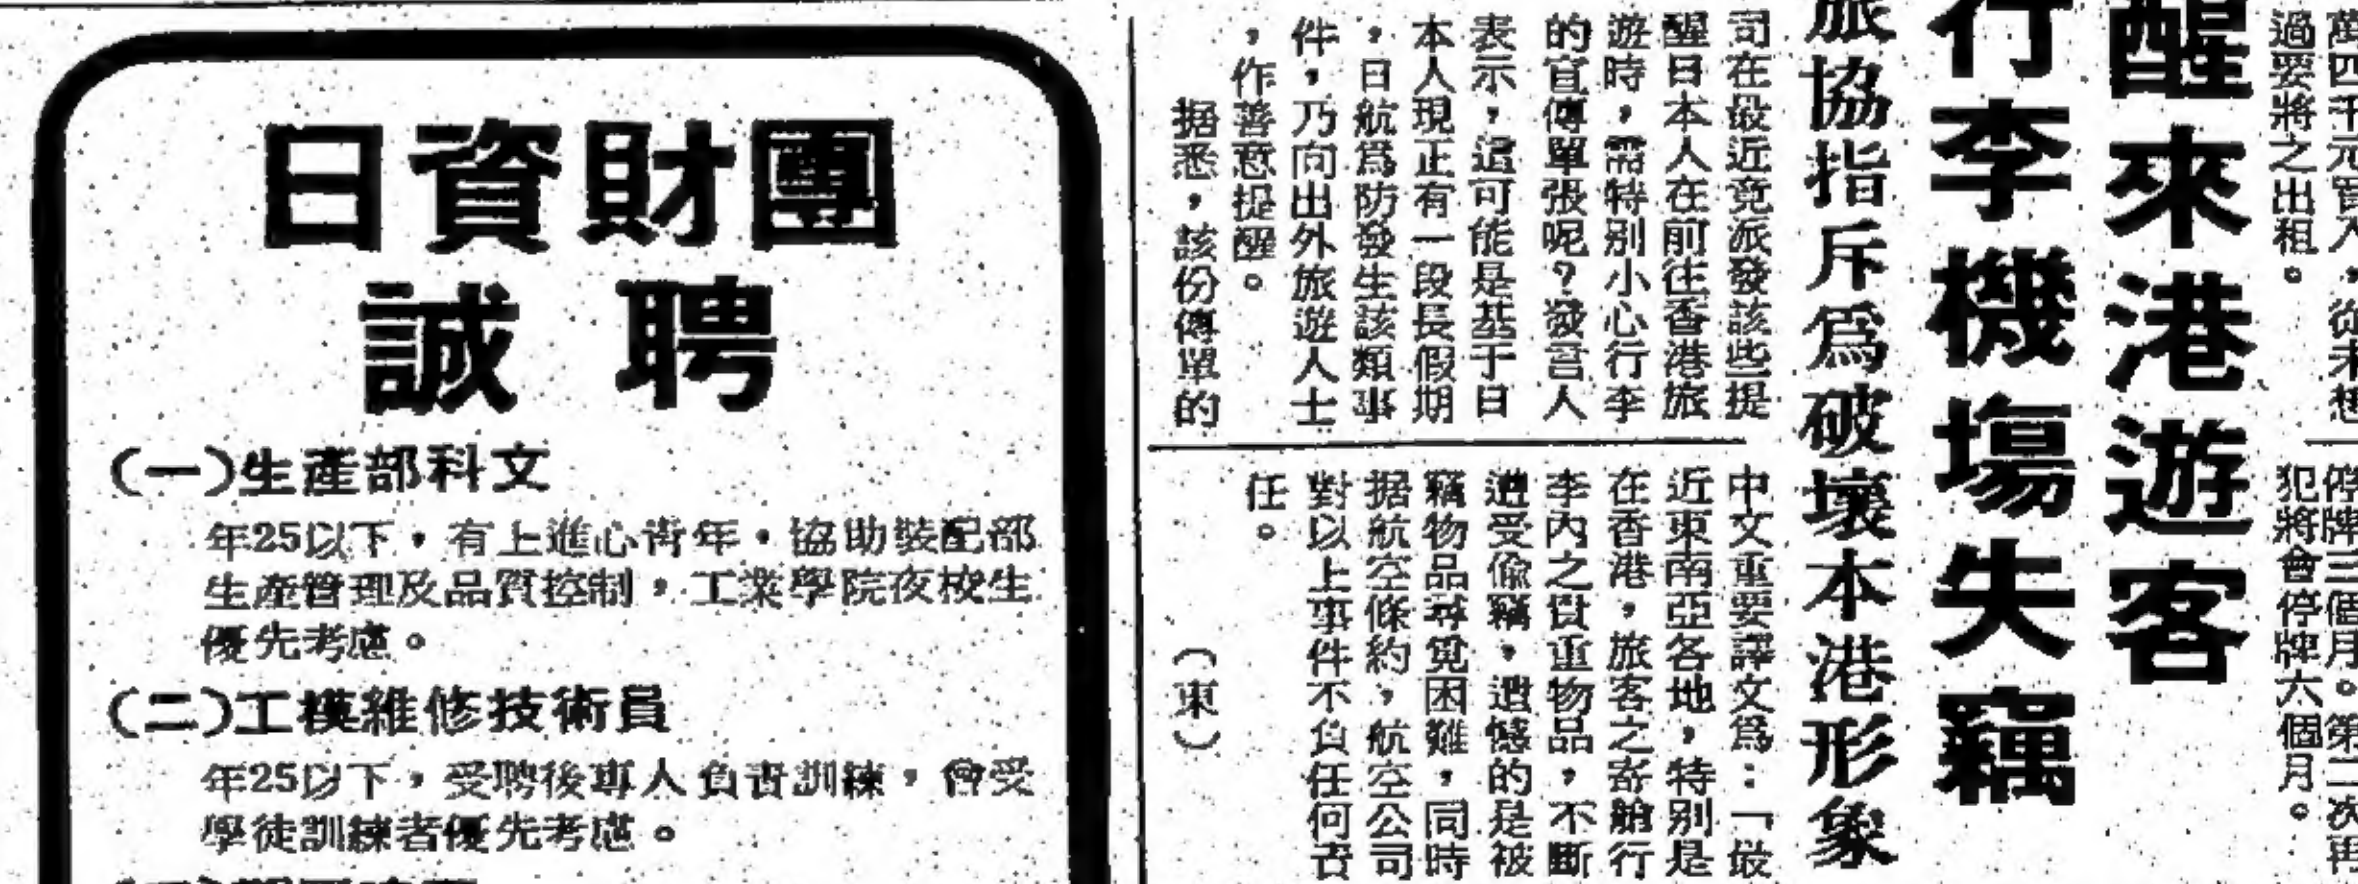 日資財團
誠聘
(一)生產部科文
年25以下，有上進心青年，協助裝配部
生產管理及品質控制，工業學院夜校生
優先考慮。
(二)工模維修技術員
年25以下，受聘後專人負責訓練，曾受
學徒訓練者優先考慮。
萬四千元買入，從未想
過要將之出租。
停牌三個月。第二次再
犯將會停牌六個月。
醒來港遊客
行李機場失竊
旅協指斥為破壞本港形象
司在最近竟派發該些提
醒日本人在前往香港旅
遊時，需特別小心行李
的宣傳單張呢？發言人
表示，這可能是基于日
本人現正有一段長假期
，日航爲防發生該類事
件，乃向出外旅遊人士
，作善意提醒。
据悉，該份傳單的
中文重要譯文爲：「最
近東南亞各地，特別是
在香港，旅客之寄艙行
李內之貴重物品，不斷
遭受偷竊，遺憾的是被
竊物品尋覓困難，同時
据航空條約，航空公司
對以上事件不負任何責
任。
（東）